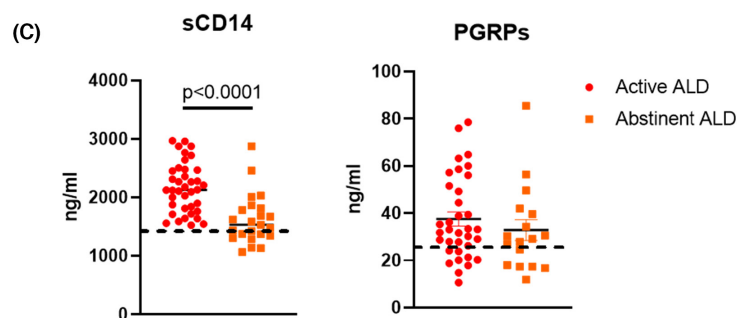 (C)
sCD14
ng/ml
4000
3000
2000
1000
0
p<0.0001
PGRPs
ng/ml
100
80
60
40
20
0
Active ALD
Abstinent ALD